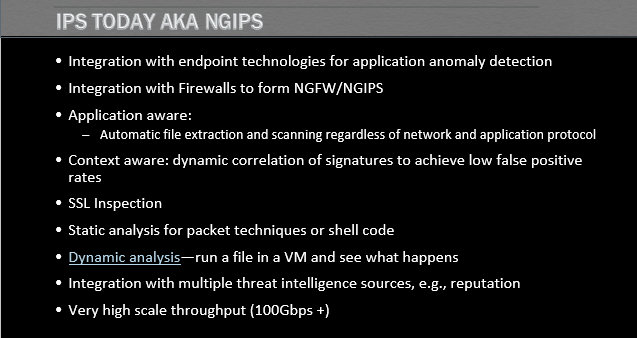 IPS TODAY AKA NGIPS
• Integration with endpoint technologies for application anomaly detection
• Integration with Firewalls to form NGFW/NGIPS
• Application aware:
– Automatic file extraction and scanning regardless of network and application protocol
• Context aware: dynamic correlation of signatures to achieve low false positive
rates
• SSL Inspection
• Static analysis for packet techniques or shell code
• Dynamic analysis—run a file in a VM and see what happens
• Integration with multiple threat intelligence sources, e.g., reputation
• Very high scale throughput (100Gbps +)